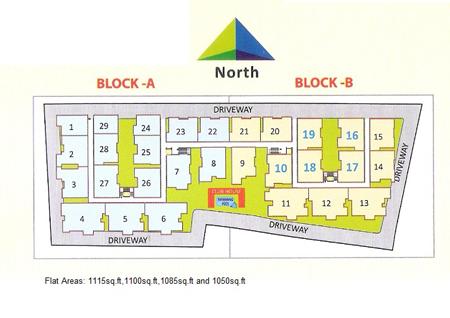 North
BLOCK -A
BLOCK -B
DRIVEWAY
1 29 24 23 22 21 20 19 16 15
2 28 25 7 8 9 10 18 17 14
3 27 26
CLUB HOUSE
SWIMMING POOL
4 5 6 11 12 13
DRIVEWAY
DRIVEWAY
DRIVEWAY
Flat Areas: 1115sq.ft,1100sq.ft,1085sq.ft and 1050sq.ft